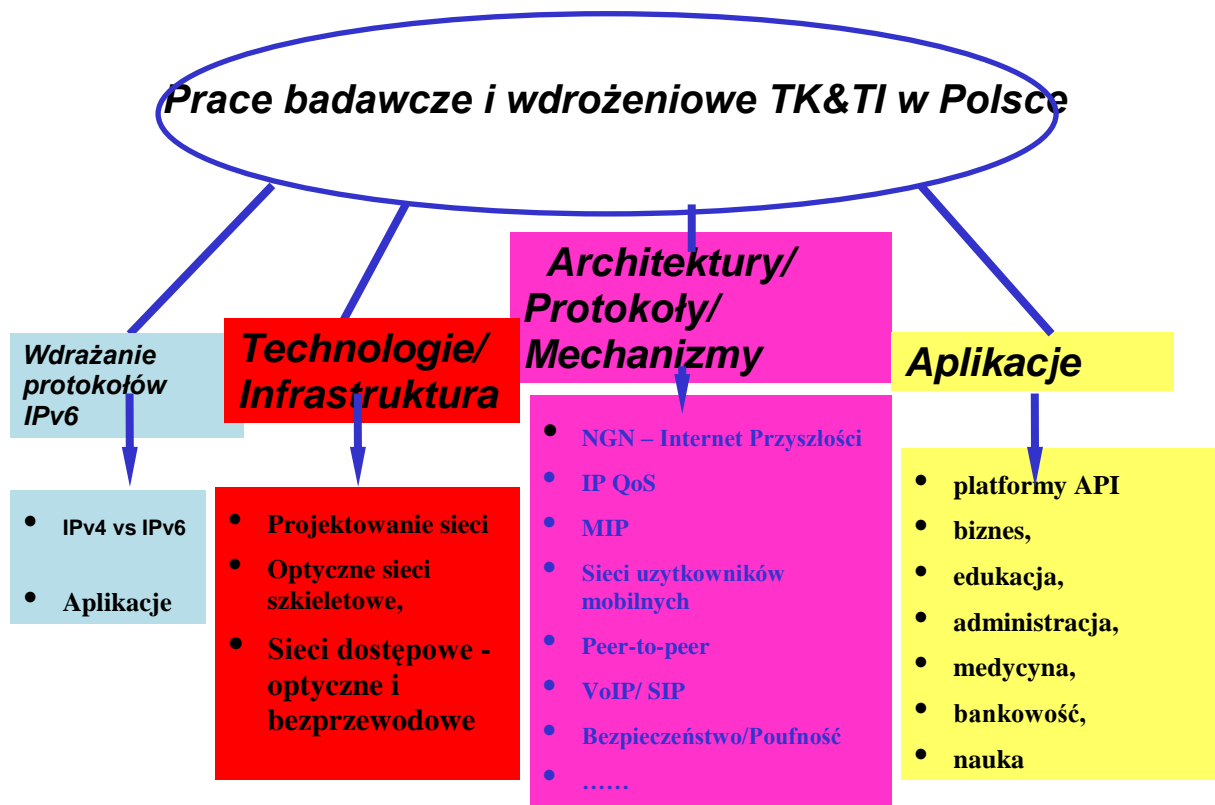 Prace badawcze i wdrożeniowe TK&TI w Polsce
Wdrażanie
protokołów
IPv6
• IPv4 vs IPv6
• Aplikacje
Technologie/
Infrastruktura
• Projektowanie sieci
• Optyczne sieci
szkieletowe,
• Sieci dostępowe -
optyczne i
bezprzewodowe
Architektury/
Protokoły/
Mechanizmy
• NGN – Internet Przyszłości
• IP QoS
• MIP
• Sieci uzytkowników
mobilnych
• Peer-to-peer
• VoIP/ SIP
• Bezpieczeństwo/Poufność
• ……
Aplikacje
• platformy API
• biznes,
• edukacja,
• administracja,
• medycyna,
• bankowość,
• nauka